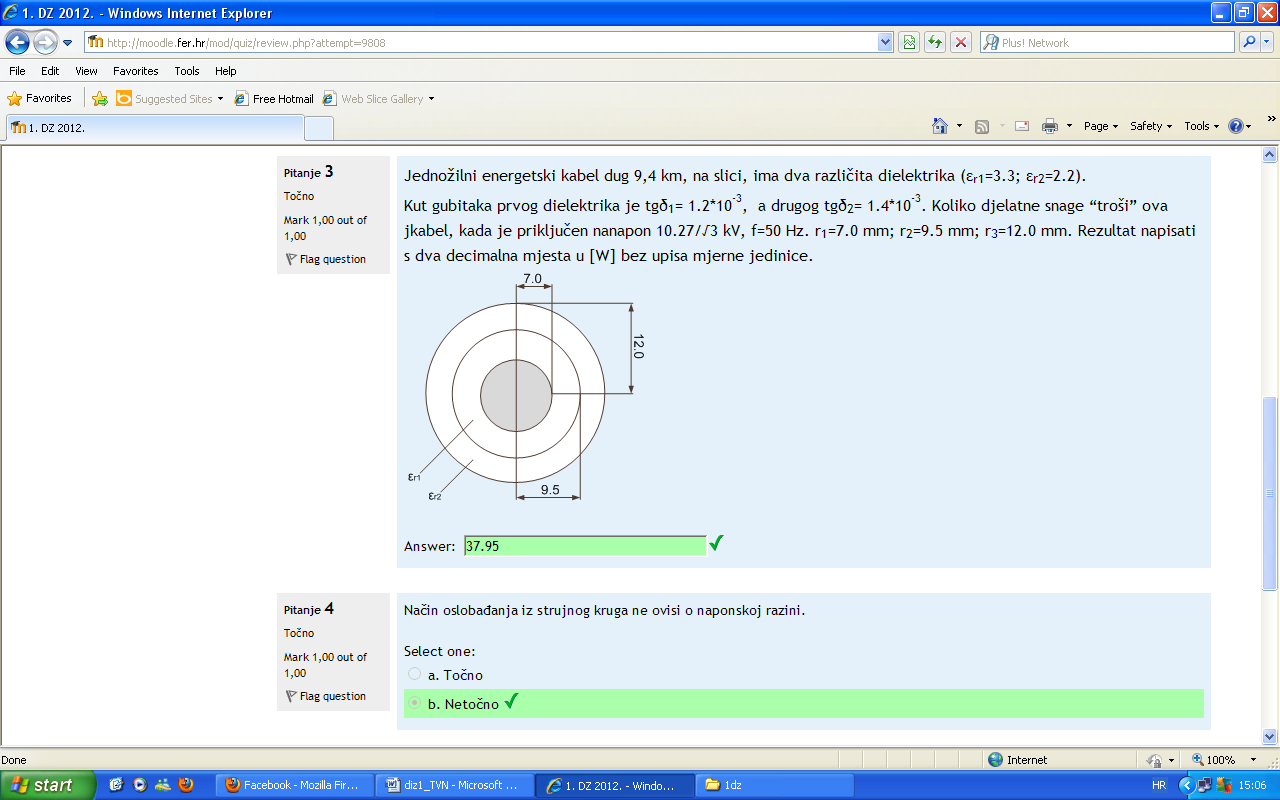 1. DZ 2012. - Windows Internet Explorer
http://moodle.fer.hr/mod/quiz/review.php?attempt=9808
Plus! Network
File Edit View Favorites Tools Help
Favorites Suggested Sites Free Hotmail Web Slice Gallery
1. DZ 2012.
Page Safety Tools »
Pitanje 3
Točno
Mark 1,00 out of
1,00
Flag question
Jednožilni energetski kabel dug 9,4 km, na slici, ima dva različita dielektrika (εr1=3.3; εr2=2.2).
Kut gubitaka prvog dielektrika je tgδ1= 1.2*10-3, a drugog tgδ2= 1.4*10-3. Koliko djelatne snage “troši” ova
jkabel, kada je priključen nanapon 10.27/√3 kV, f=50 Hz. r1=7.0 mm; r2=9.5 mm; r3=12.0 mm. Rezultat napisati
s dva decimalna mjesta u [W] bez upisa mjerne jedinice.
7.0
12.0
εr1
εr2
9.5
Answer: 37.95
Pitanje 4
Točno
Mark 1,00 out of
1,00
Flag question
Način oslobađanja iz strujnog kruga ne ovisi o naponskoj razini.
Select one:
a. Točno
b. Netočno
Done Internet 100%
start Facebook - Mozilla Fir... diz1_TVN - Microsoft ... 1. DZ 2012. - Windo... 1dz HR 15:06